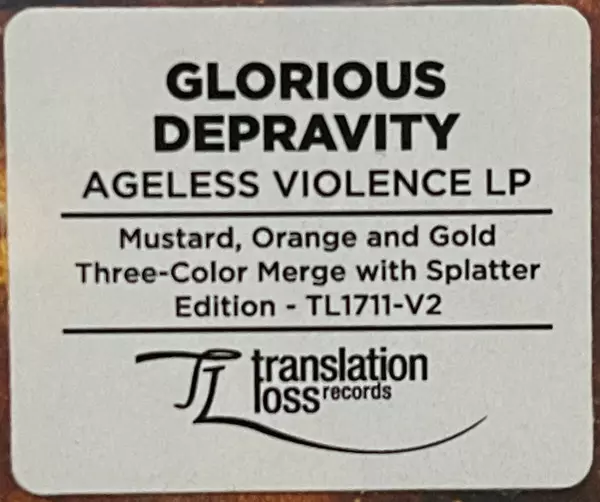 GLORIOUS
DEPRAVITY
AGELESS VIOLENCE LP
Mustard, Orange and Gold
Three-Color Merge with Splatter
Edition - TL1711-V2
TL translation
loss records